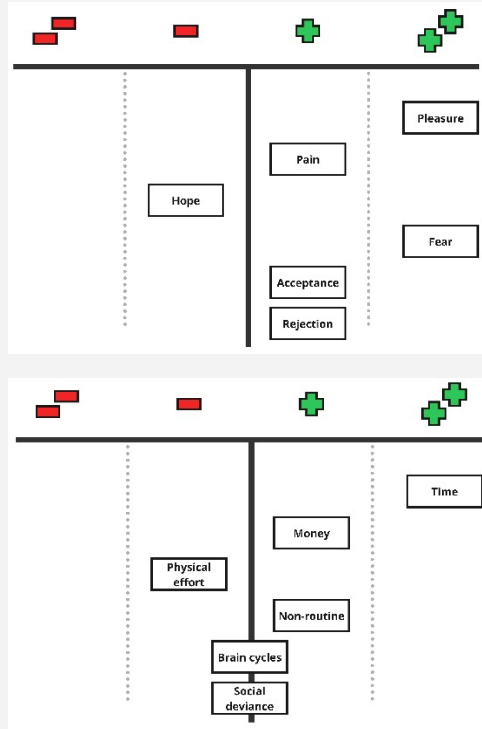 Pleasure
Pain
Hope
Fear
Acceptance
Rejection
Time
Money
Physical
effort
Non-routine
Brain cycles
Social
deviance